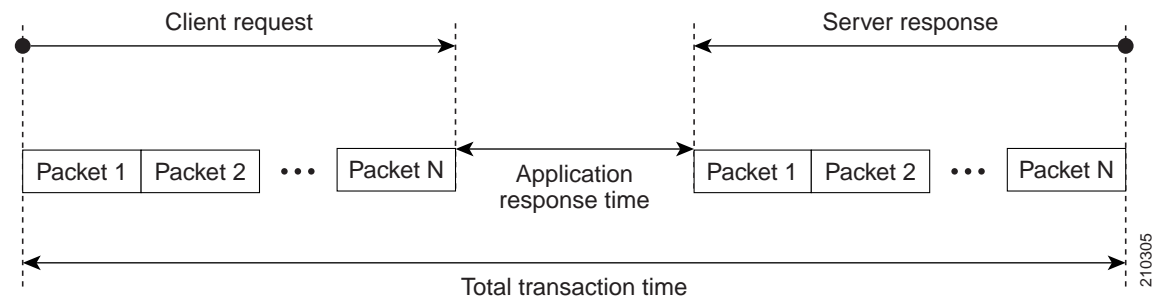 Client request
Server response
Packet 1 Packet 2 ••• Packet N
Application
response time
Packet 1 Packet 2 ••• Packet N
Total transaction time
210305